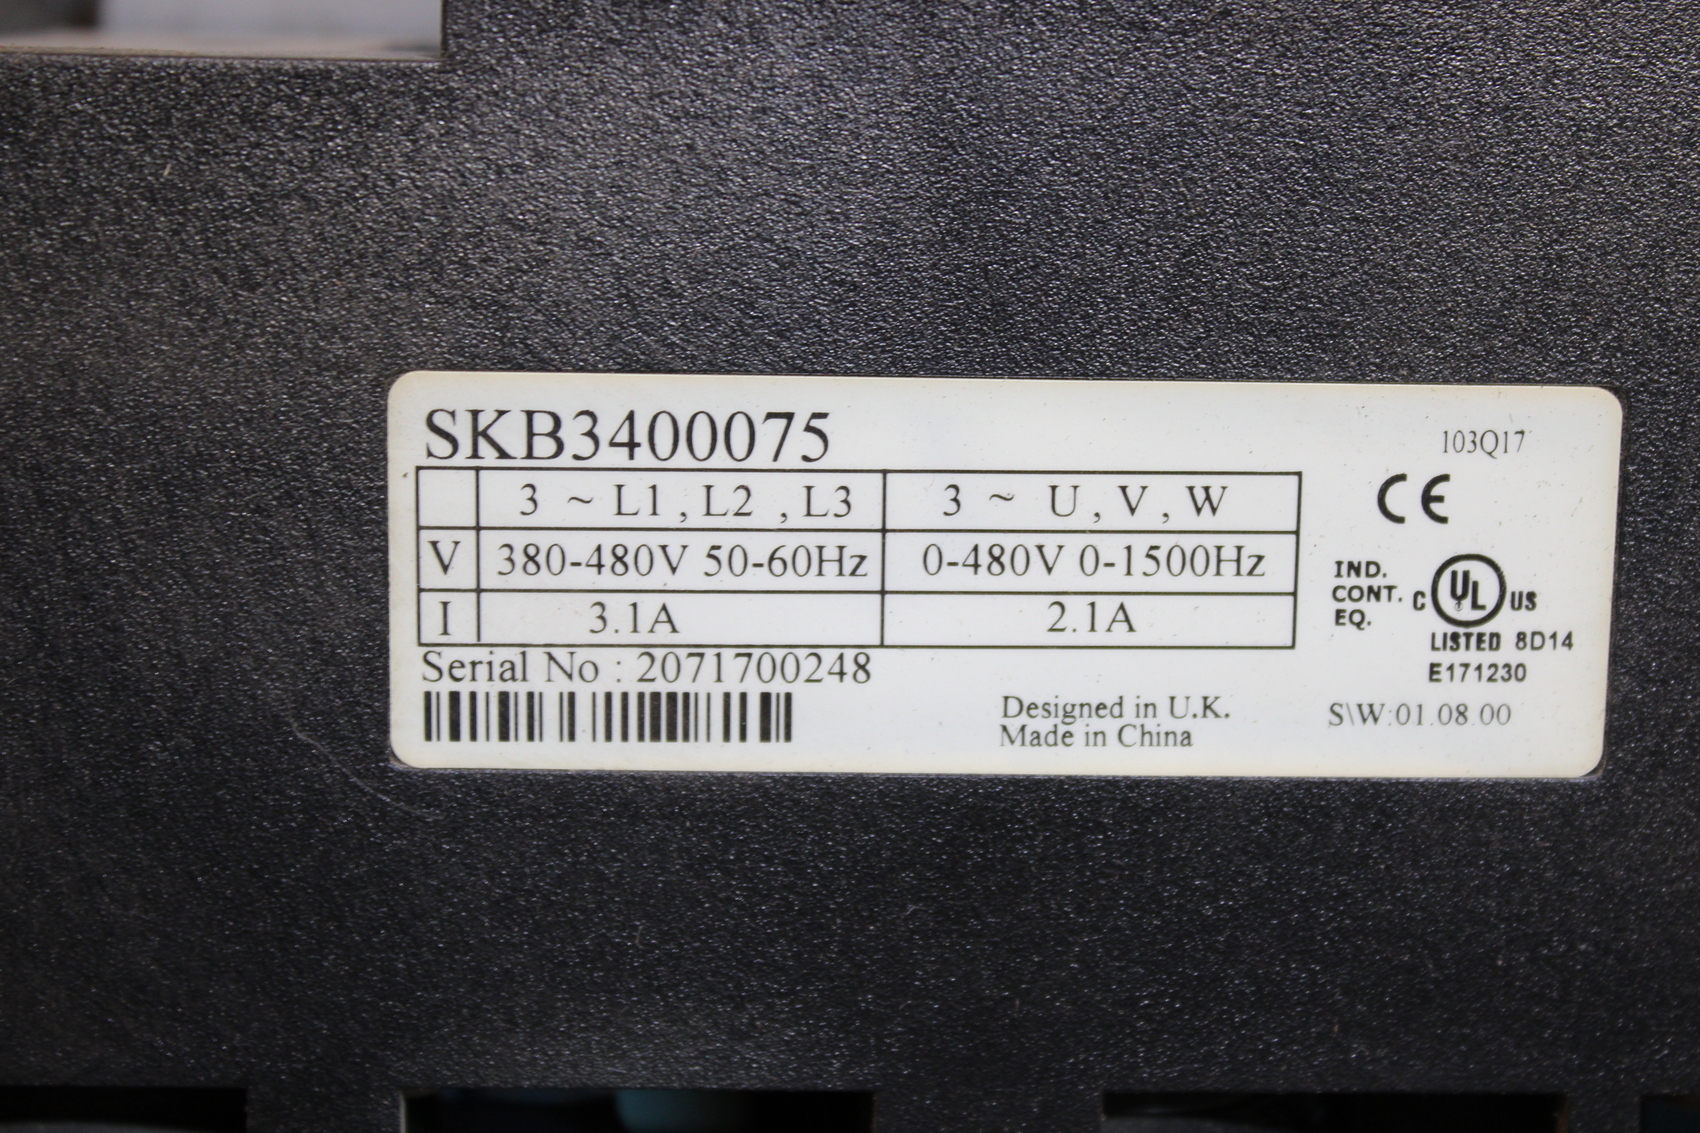 SKB3400075
103Q17
3 ~ L1 , L2 , L3 3 ~ U , V , W
CE
V 380-480V 50-60Hz 0-480V 0-1500Hz
I 3.1A 2.1A
IND.
CONT.
EQ.
C UL US
LISTED 8D14
E171230
Serial No : 2071700248
Designed in U.K.
Made in China
S\W:01.08.00